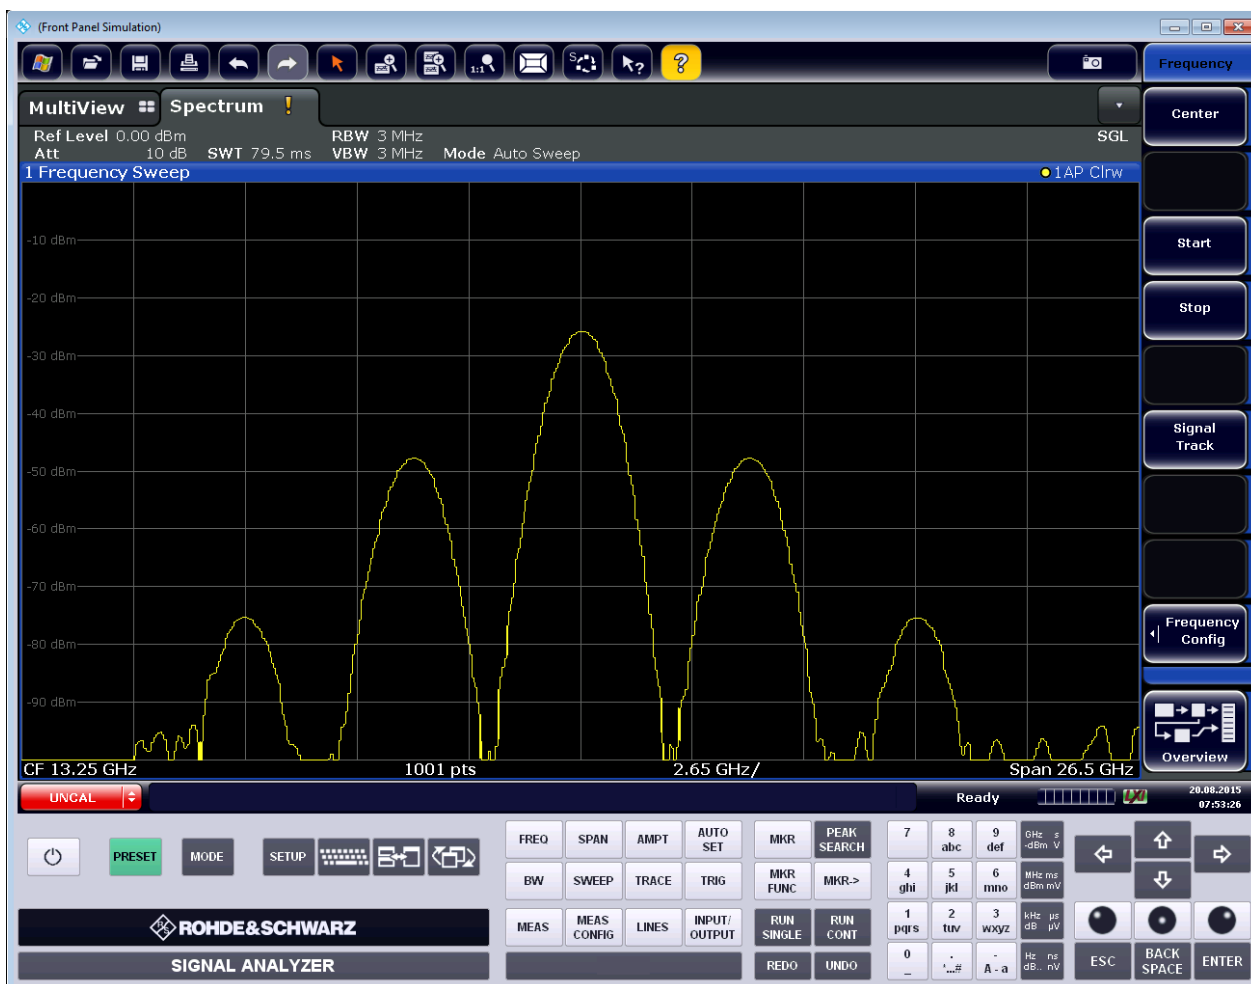 (Front Panel Simulation)
1:1
S
?
?
Frequency
MultiView Spectrum !
Ref Level 0.00 dBm RBW 3 MHz SGL
Att 10 dB SWT 79.5 ms VBW 3 MHz Mode Auto Sweep
1 Frequency Sweep 1AP Clrw
-10 dBm
-20 dBm
-30 dBm
-40 dBm
-50 dBm
-60 dBm
-70 dBm
-80 dBm
-90 dBm
CF 13.25 GHz 1001 pts 2.65 GHz/ Span 26.5 GHz
Center
Start
Stop
Signal
Track
Frequency
Config
Overview
UNCAL Ready 20.08.2015
07:53:26
PRESET MODE SETUP
FREQ SPAN AMPT AUTO
SET
MKR PEAK
SEARCH
7 8
abc
9
def
GHz s
-dBm V
BW SWEEP TRACE TRIG MKR
FUNC
MKR->
4
ghi
5
jkl
6
mno
MHz ms
dBm mV
ROHDE&SCHWARZ
MEAS MEAS
CONFIG
LINES INPUT/
OUTPUT
RUN
SINGLE
RUN
CONT
1
pqrs
2
tuv
3
wxyz
kHz µs
dB µV
SIGNAL ANALYZER
REDO UNDO
0
_
.
'...#
-
A - a
Hz ns
dB.. nV
ESC BACK
SPACE
ENTER